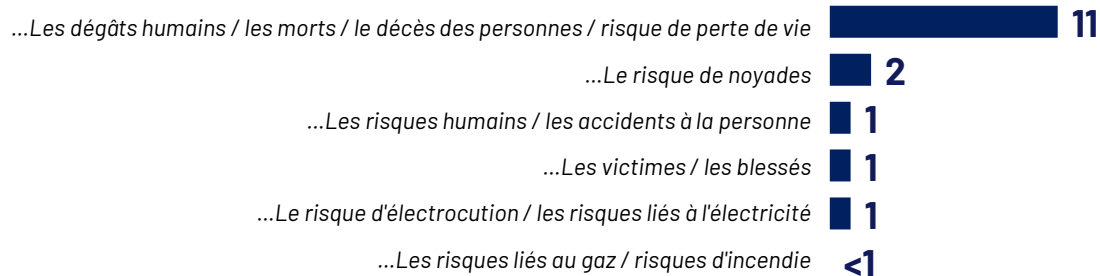 ...Les dégâts humains / les morts / le décès des personnes / risque de perte de vie 11
...Le risque de noyades 2
...Les risques humains / les accidents à la personne 1
...Les victimes / les blessés 1
...Le risque d'électrocution / les risques liés à l'électricité 1
...Les risques liés au gaz / risques d'incendie <1